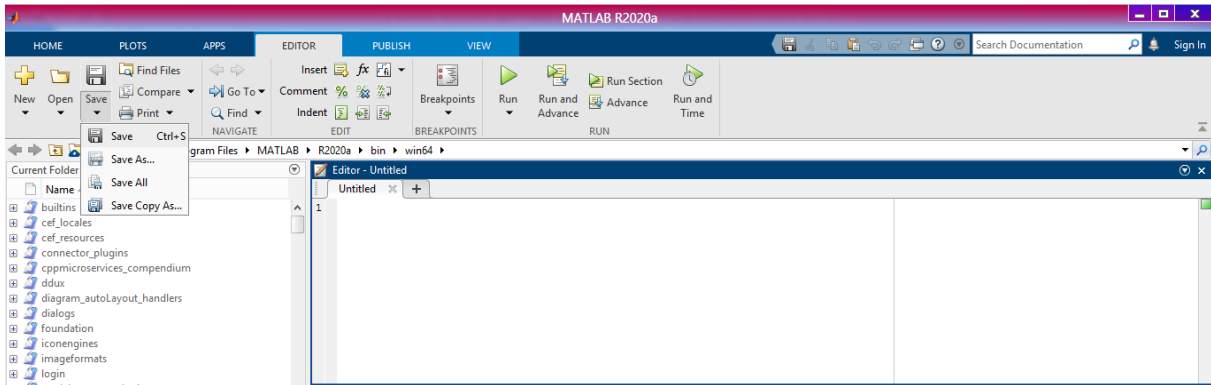 MATLAB R2020a
HOME PLOTS APPS EDITOR PUBLISH VIEW Search Documentation Sign In
New Open Save Find Files Compare Print Go To Find Insert fx Comment Indent Breakpoints Run Run and Advance Run Section Advance Run and Time
NAVIGATE EDIT BREAKPOINTS RUN
Save Ctrl+S
Save As...
Save All
Save Copy As...
gram Files MATLAB R2020a bin win64
Current Folder
Name
Editor - Untitled
Untitled
1
builtins
cef_locales
cef_resources
connector_plugins
cppmicroservices_compendium
ddux
diagram_autoLayout_handlers
dialogs
foundation
iconengines
imageformats
login